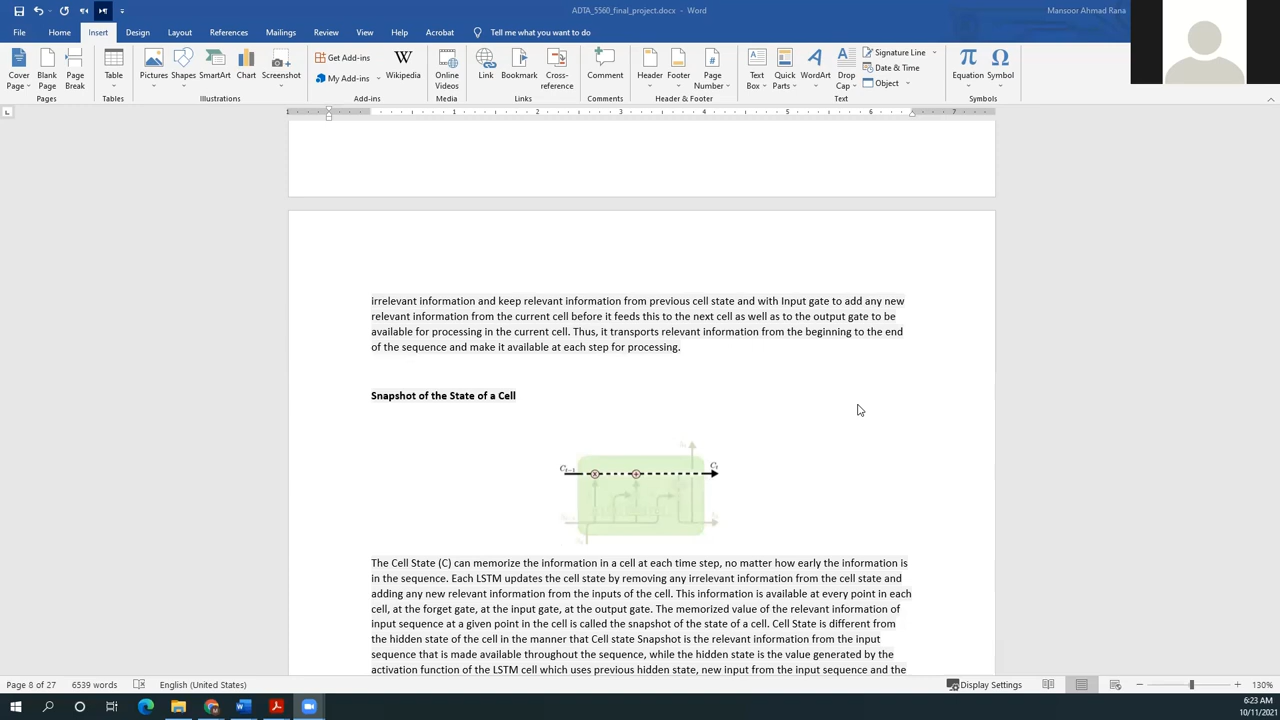 ADTA_5560_final_project.docx - Word
Mansoor Ahmad Rana
File Home Insert Design Layout References Mailings Review View Help Acrobat Tell me what you want to do
Cover Page
Blank Page
Page Break
Pages
Table
Tables
Pictures
Shapes
SmartArt
Chart
Screenshot
Illustrations
Get Add-ins
My Add-ins
Wikipedia
Add-ins
Online Videos
Media
Link
Bookmark
Cross-reference
Links
Comment
Comments
Header
Footer
Page Number
Header & Footer
Text Box
Quick Parts
WordArt
Drop Cap
Signature Line
Date & Time
Object
Text
Equation
Symbol
Symbols
1 1 2 3 4 5 6 7
irrelevant information and keep relevant information from previous cell state and with Input gate to add any new
relevant information from the current cell before it feeds this to the next cell as well as to the output gate to be
available for processing in the current cell. Thus, it transports relevant information from the beginning to the end
of the sequence and make it available at each step for processing.
Snapshot of the State of a Cell
Cₜ₋₁ Cₜ
The Cell State (C) can memorize the information in a cell at each time step, no matter how early the information is
in the sequence. Each LSTM updates the cell state by removing any irrelevant information from the cell state and
adding any new relevant information from the inputs of the cell. This information is available at every point in each
cell, at the forget gate, at the input gate, at the output gate. The memorized value of the relevant information of
input sequence at a given point in the cell is called the snapshot of the state of a cell. Cell State is different from
the hidden state of the cell in the manner that Cell state Snapshot is the relevant information from the input
sequence that is made available throughout the sequence, while the hidden state is the value generated by the
activation function of the LSTM cell which uses previous hidden state, new input from the input sequence and the
Page 8 of 27 6539 words English (United States) Display Settings 130%
6:23 AM
10/11/2021